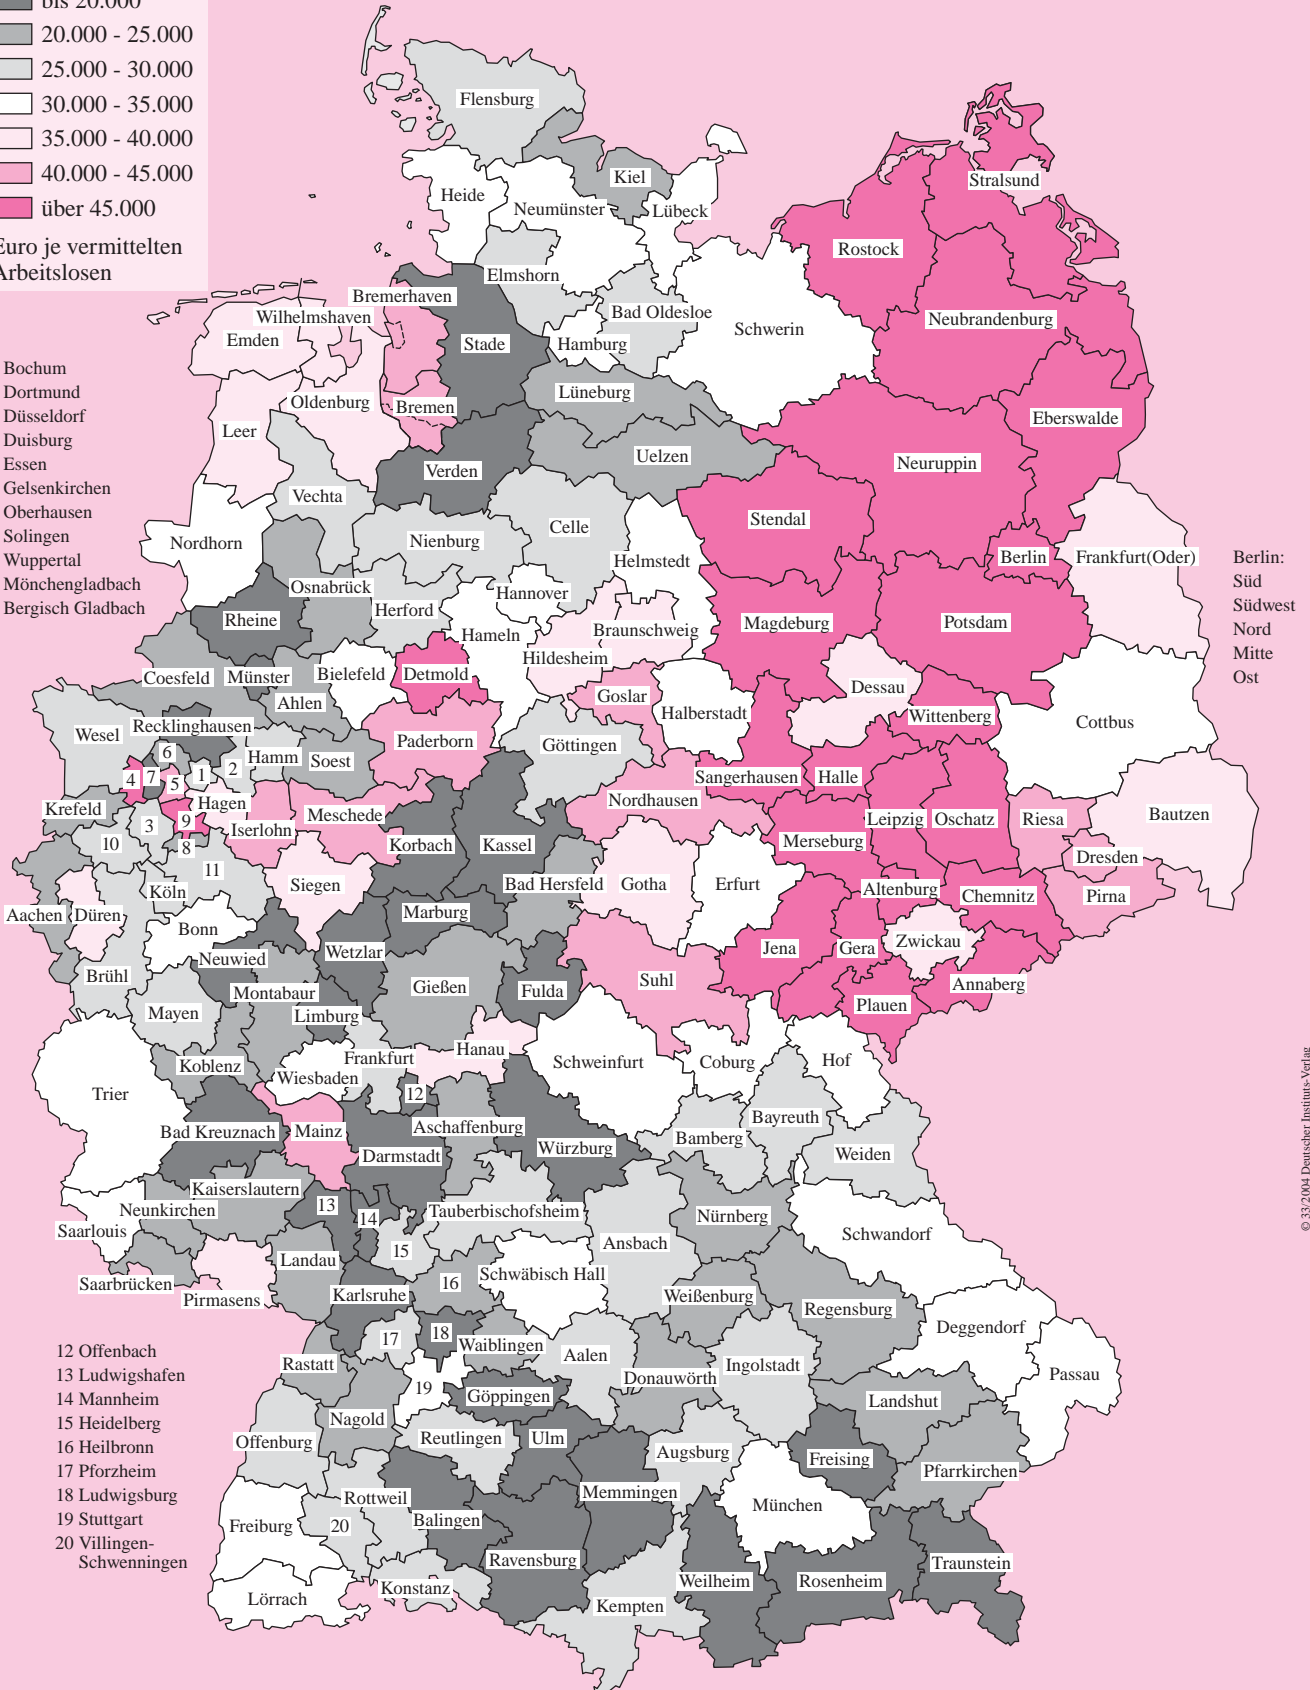 bis 20.000
20.000 - 25.000
25.000 - 30.000
30.000 - 35.000
35.000 - 40.000
40.000 - 45.000
über 45.000
Euro je vermittelten
Arbeitslosen
Flensburg
Kiel
Stralsund
Heide
Neumünster
Lübeck
Rostock
Elmshorn
Bremerhaven
Bad Oldesloe
Wilhelmshaven
Neubrandenburg
Schwerin
Emden
Stade
Hamburg
Lüneburg
Oldenburg
Bremen
Eberswalde
Leer
Uelzen
Neuruppin
Verden
Vechta
Stendal
Celle
Nienburg
Nordhorn
Helmstedt
Berlin
Frankfurt(Oder)
Osnabrück
Hannover
Herford
Rheine
Magdeburg
Potsdam
Braunschweig
Hameln
Hildesheim
Bielefeld
Detmold
Coesfeld
Münster
Dessau
Goslar
Ahlen
Halberstadt
Wittenberg
Cottbus
Recklinghausen
Wesel
Paderborn
Göttingen
6
Hamm
Soest
2
1
4
7
5
Sangerhausen
Halle
Nordhausen
Hagen
Krefeld
Meschede
Bautzen
9
Leipzig
Oschatz
Riesa
3
Iserlohn
Merseburg
10
8
Korbach
Kassel
Dresden
11
Köln
Siegen
Bad Hersfeld
Gotha
Erfurt
Altenburg
Chemnitz
Pirna
Aachen
Düren
Marburg
Bonn
Zwickau
Jena
Gera
Wetzlar
Neuwied
Brühl
Suhl
Annaberg
Gießen
Fulda
Montabaur
Plauen
Mayen
Limburg
Hanau
Frankfurt
Schweinfurt
Coburg
Hof
Koblenz
Wiesbaden
Trier
12
Bayreuth
Aschaffenburg
Bad Kreuznach
Mainz
Bamberg
Würzburg
Darmstadt
Weiden
Kaiserslautern
13
Neunkirchen
Tauberbischofsheim
14
Nürnberg
Saarlouis
Schwandorf
Ansbach
15
Landau
Schwäbisch Hall
Saarbrücken
16
Karlsruhe
Weißenburg
Pirmasens
Regensburg
Deggendorf
18
17
Waiblingen
Aalen
Rastatt
Ingolstadt
Passau
Donauwörth
19
Göppingen
Landshut
Nagold
Reutlingen
Ulm
Offenburg
Augsburg
Freising
Pfarrkirchen
Memmingen
Rottweil
München
Balingen
Freiburg
20
Ravensburg
Traunstein
Weilheim
Rosenheim
Konstanz
Lörrach
Kempten
Bochum
Dortmund
Düsseldorf
Duisburg
Essen
Gelsenkirchen
Oberhausen
Solingen
Wuppertal
Mönchengladbach
Bergisch Gladbach
Berlin:
Süd
Südwest
Nord
Mitte
Ost
12 Offenbach
13 Ludwigshafen
14 Mannheim
15 Heidelberg
16 Heilbronn
17 Pforzheim
18 Ludwigsburg
19 Stuttgart
20 Villingen-
Schwenningen
© 33/2004 Deutscher Instituts-Verlag